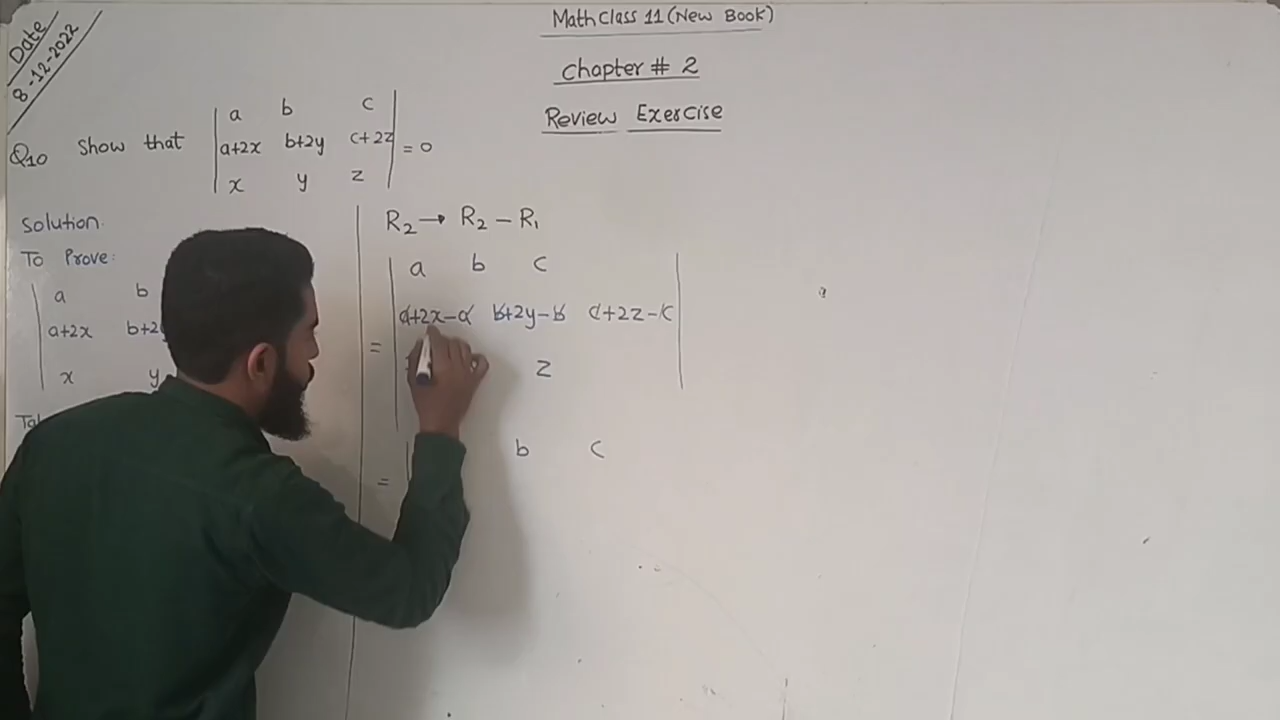 Date
8-12-2022
Math Class 11 (New Book)
Chapter # 2
Review Exercise
Q10 Show that
a b c
a+2x b+2y c+2z = 0
x y z
Solution.
To Prove:
a b
a+2x
x y
R₂ → R₂ - R₁
a b c
= a+2x-a b+2y-b c+2z-c
z
b c
=